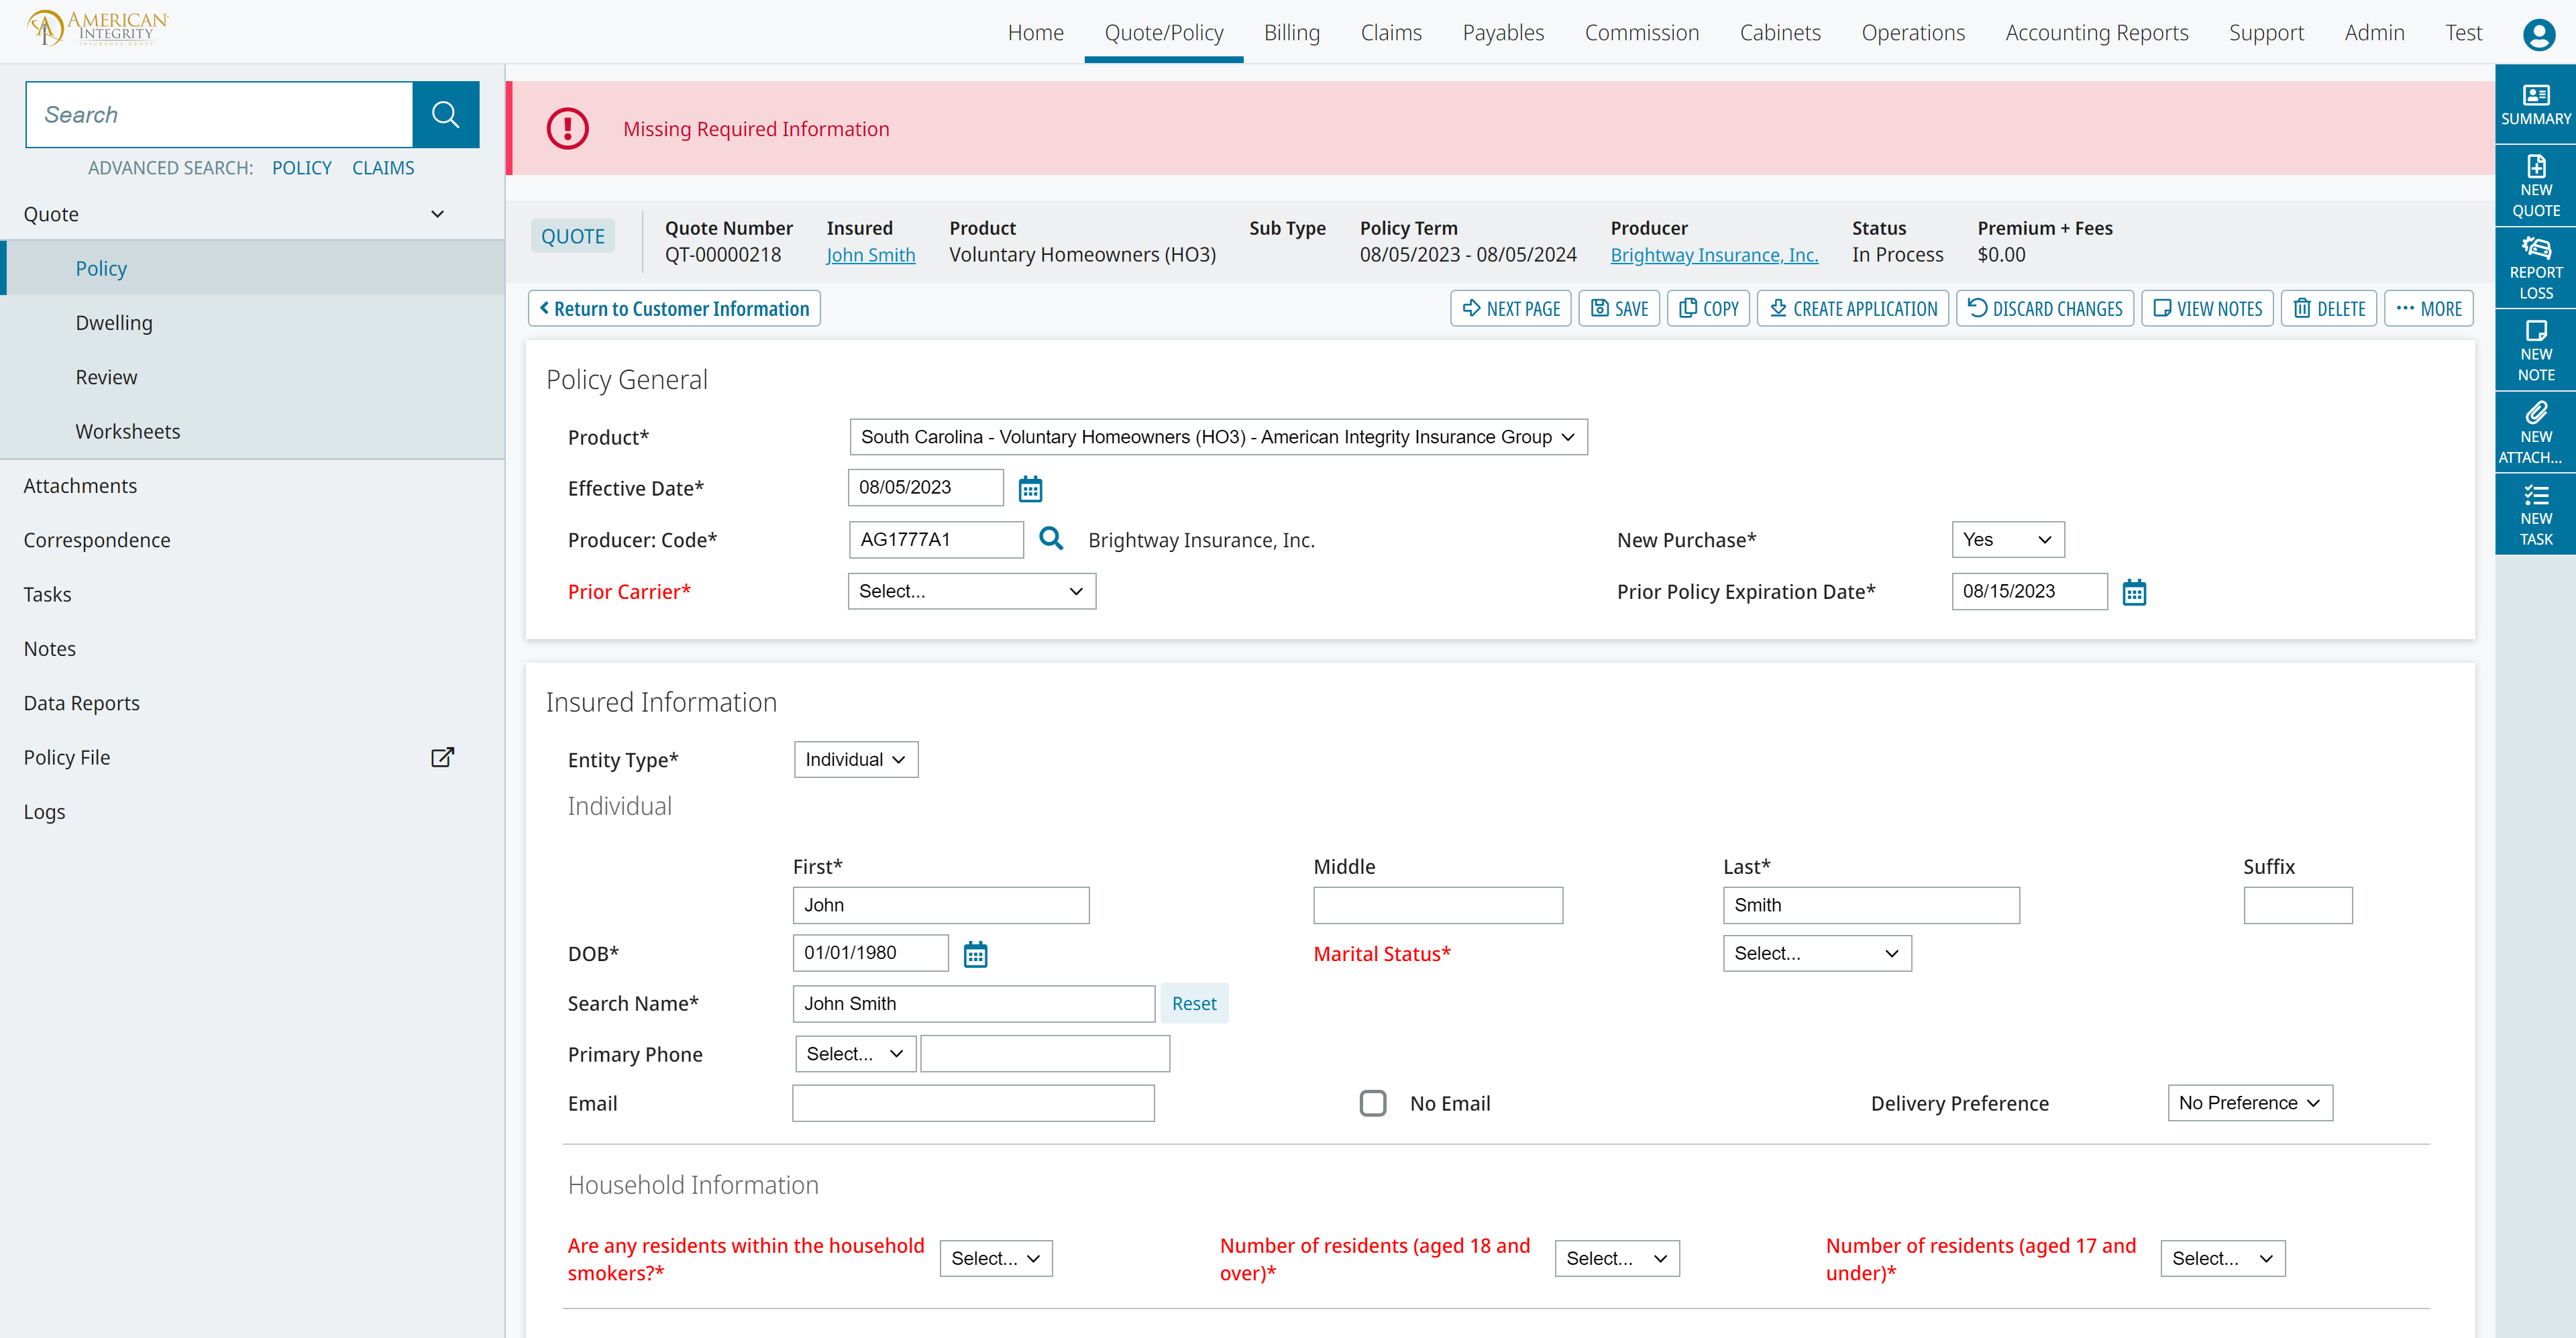 AMERICAN
INTEGRITY
INSURANCE GROUP
Home Quote/Policy Billing Claims Payables Commission Cabinets Operations Accounting Reports Support Admin Test
Search
ADVANCED SEARCH: POLICY CLAIMS
Quote
Policy
Dwelling
Review
Worksheets
Attachments
Correspondence
Tasks
Notes
Data Reports
Policy File
Logs
Missing Required Information
QUOTE
Quote Number Insured Product Sub Type Policy Term Producer Status Premium + Fees
QT-00000218 John Smith Voluntary Homeowners (HO3) 08/05/2023 - 08/05/2024 Brightway Insurance, Inc. In Process $0.00
Return to Customer Information NEXT PAGE SAVE COPY CREATE APPLICATION DISCARD CHANGES VIEW NOTES DELETE MORE
Policy General
Product* South Carolina - Voluntary Homeowners (HO3) - American Integrity Insurance Group
Effective Date* 08/05/2023
Producer: Code* AG1777A1 Brightway Insurance, Inc. New Purchase* Yes
Prior Carrier* Select... Prior Policy Expiration Date* 08/15/2023
Insured Information
Entity Type* Individual
Individual
First* Middle Last* Suffix
John Smith
DOB* 01/01/1980 Marital Status* Select...
Search Name* John Smith Reset
Primary Phone Select...
Email No Email Delivery Preference No Preference
Household Information
Are any residents within the household
smokers?* Select...
Number of residents (aged 18 and
over)* Select...
Number of residents (aged 17 and
under)* Select...
SUMMARY
NEW
QUOTE
REPORT
LOSS
NEW
NOTE
NEW
ATTACH...
NEW
TASK